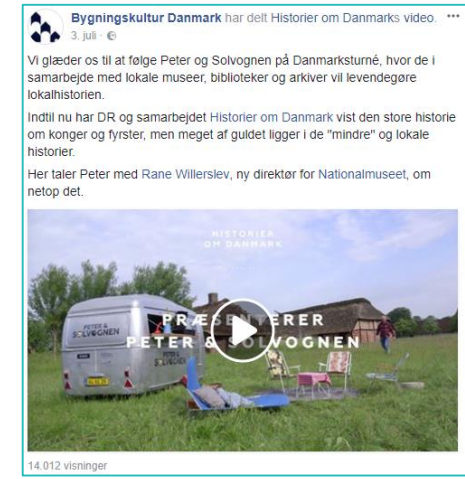 Bygningskultur Danmark har delt Historier om Danmarks video.
3. juli ·
Vi glæder os til at følge Peter og Solvognen på Danmarksturné, hvor de i
samarbejde med lokale museer, biblioteker og arkiver vil levendegøre
lokalhistorien.
Indtil nu har DR og samarbejdet Historier om Danmark vist den store historie
om konger og fyrster, men meget af guldet ligger i de "mindre" og lokale
historier.
Her taler Peter med Rane Willerslev, ny direktør for Nationalmuseet, om
netop det.
HISTORIER
OM DANMARK
PRÆSENTERER
PETER & SOLVOGNEN
PETER &
SOLVOGNEN
14.012 visninger